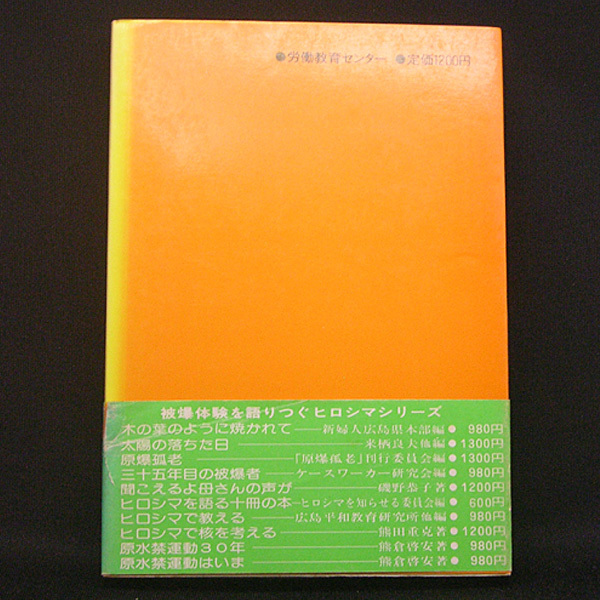 労働教育センター ●定価1200円
被爆体験を語りつぐヒロシマシリーズ
木の葉のように焼かれて──新婦人広島県本部編●980円
太陽の落ちた日──来栖良夫他編●1300円
原爆孤老──「原爆孤老」刊行委員会編●1300円
三十五年目の被爆者──ケースワーカー研究会編●980円
聞こえるよ母さんの声が──磯野恭子著●1200円
ヒロシマを語る十冊の本──ヒロシマを知らせる委員会編●600円
ヒロシマで教える──広島平和教育研究所他編●980円
ヒロシマで核を考える──熊田重克著●1200円
原水禁運動30年──熊倉啓安著●980円
原水禁運動はいま──熊倉啓安著●980円